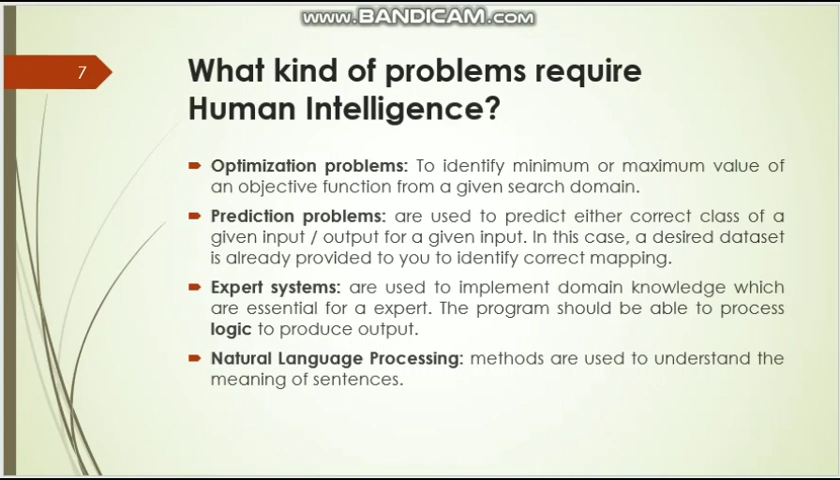 www.BANDICAM.com
7
What kind of problems require
Human Intelligence?
Optimization problems: To identify minimum or maximum value of
an objective function from a given search domain.
Prediction problems: are used to predict either correct class of a
given input / output for a given input. In this case, a desired dataset
is already provided to you to identify correct mapping.
Expert systems: are used to implement domain knowledge which
are essential for a expert. The program should be able to process
logic to produce output.
Natural Language Processing: methods are used to understand the
meaning of sentences.